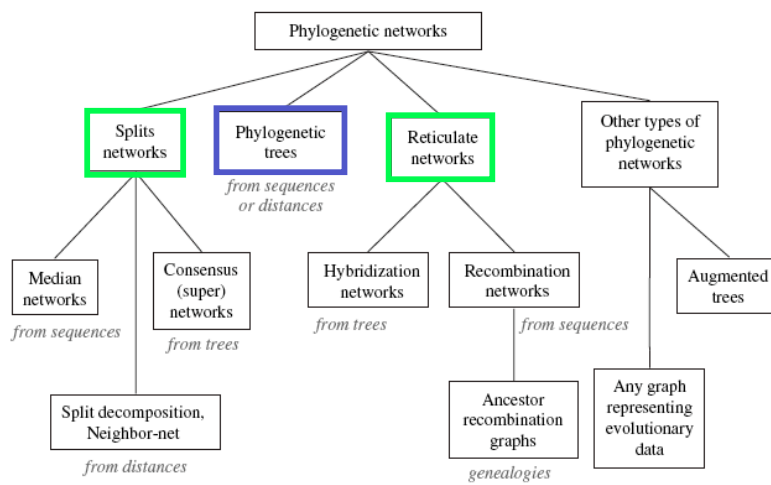 Phylogenetic networks
Splits
networks
Phylogenetic
trees
from sequences
or distances
Reticulate
networks
Other types of
phylogenetic
networks
Median
networks
from sequences
Consensus
(super)
networks
from trees
Hybridization
networks
from trees
Recombination
networks
from sequences
Augmented
trees
Split decomposition,
Neighbor-net
from distances
Ancestor
recombination
graphs
genealogies
Any graph
representing
evolutionary
data